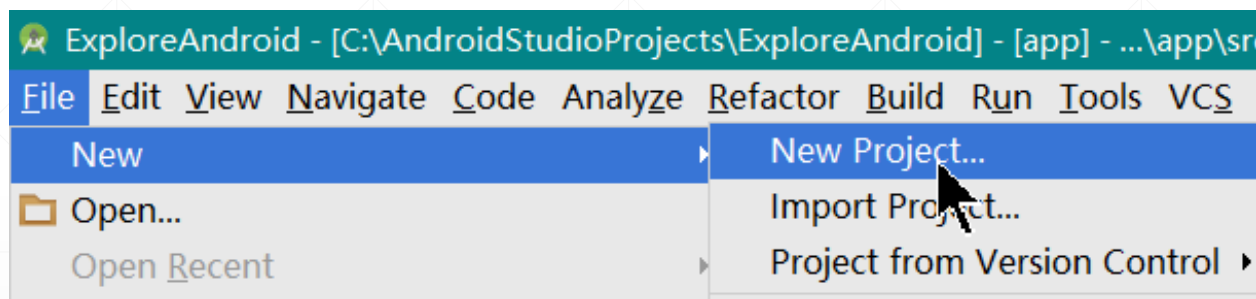 ExploreAndroid - [C:\AndroidStudioProjects\ExploreAndroid] - [app] - ...\app\sr
File Edit View Navigate Code Analyze Refactor Build Run Tools VCS
New New Project...
Open... Import Project...
Open Recent Project from Version Control